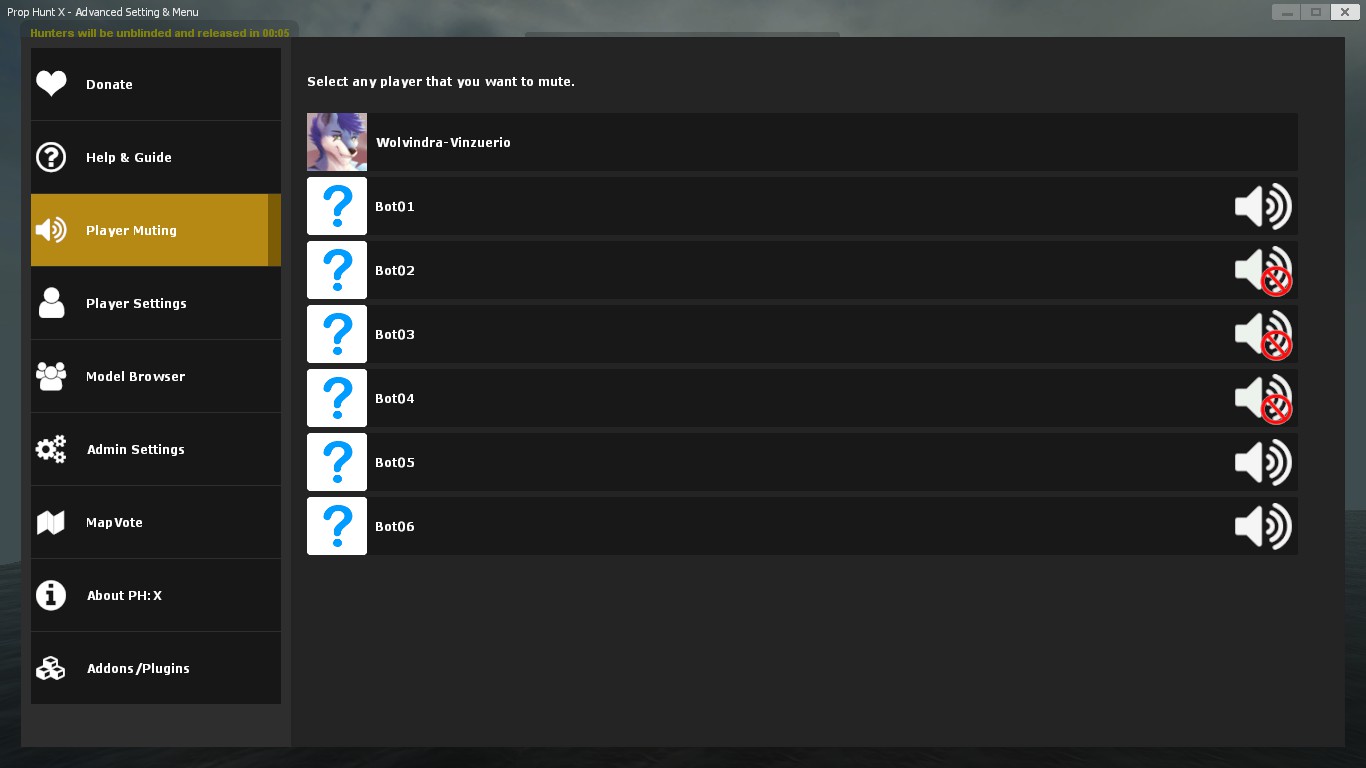 Prop Hunt X - Advanced Setting & Menu
Hunters will be unblinded and released in 00:05
Donate
Help & Guide
Player Muting
Player Settings
Model Browser
Admin Settings
MapVote
About PH:X
Addons/Plugins
Select any player that you want to mute.
Wolvindra-Vinzuerio
Bot01
Bot02
Bot03
Bot04
Bot05
Bot06